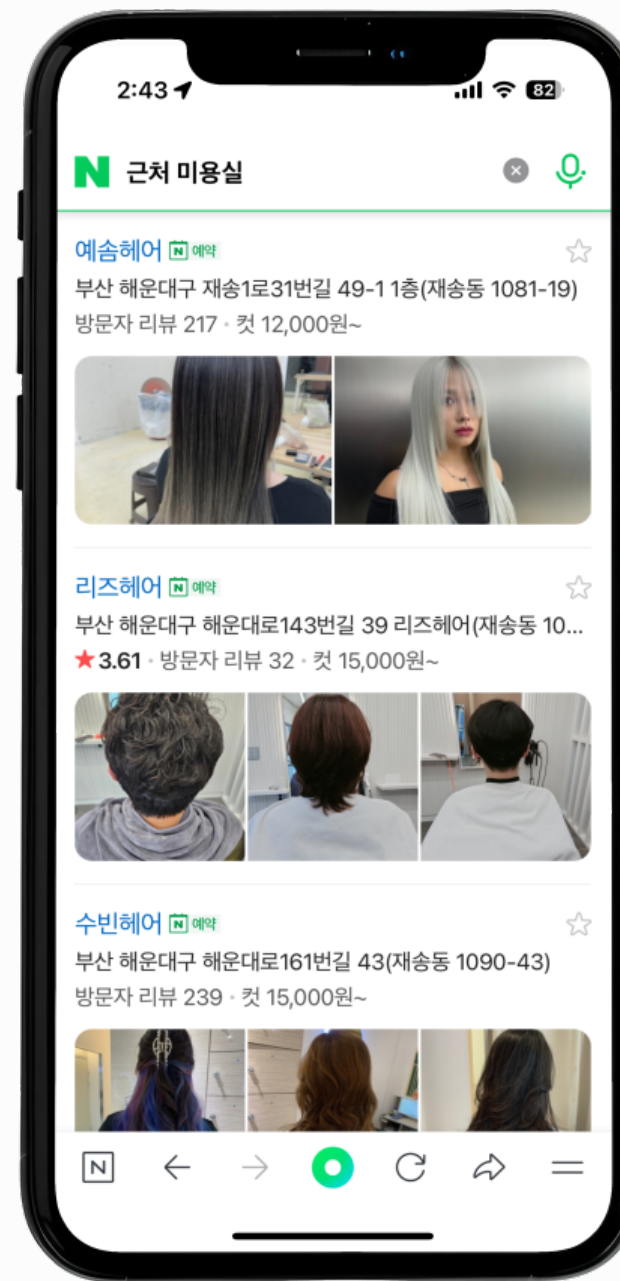 2:43
82
N 근처 미용실
예솜헤어 N 예약
부산 해운대구 재송1로31번길 49-1 1층(재송동 1081-19)
방문자 리뷰 217 · 컷 12,000원~
리즈헤어 N 예약
부산 해운대구 해운대로143번길 39 리즈헤어(재송동 10...
★3.61 · 방문자 리뷰 32 · 컷 15,000원~
수빈헤어 N 예약
부산 해운대구 해운대로161번길 43(재송동 1090-43)
방문자 리뷰 239 · 컷 15,000원~
N